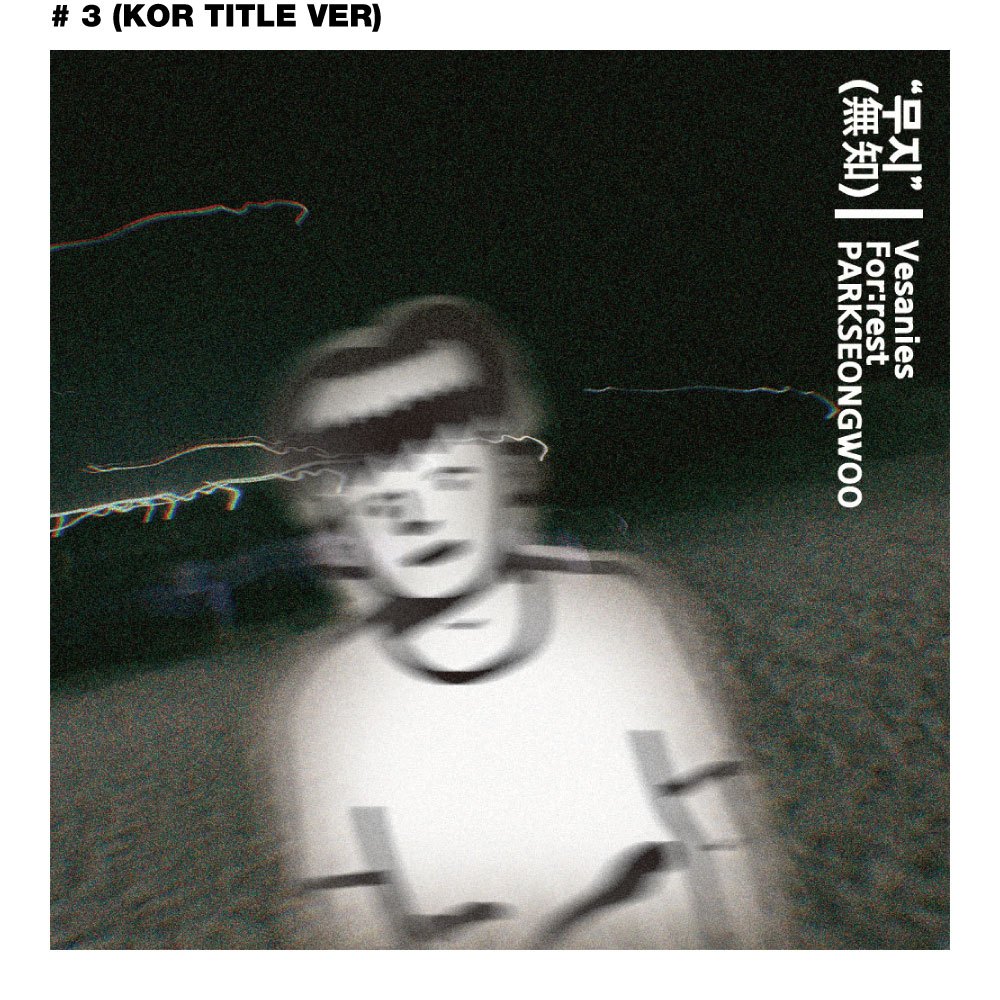 # 3 (KOR TITLE VER)
“무지”
(無知)
Vesanies
For:rest
PARKSEONGWOO